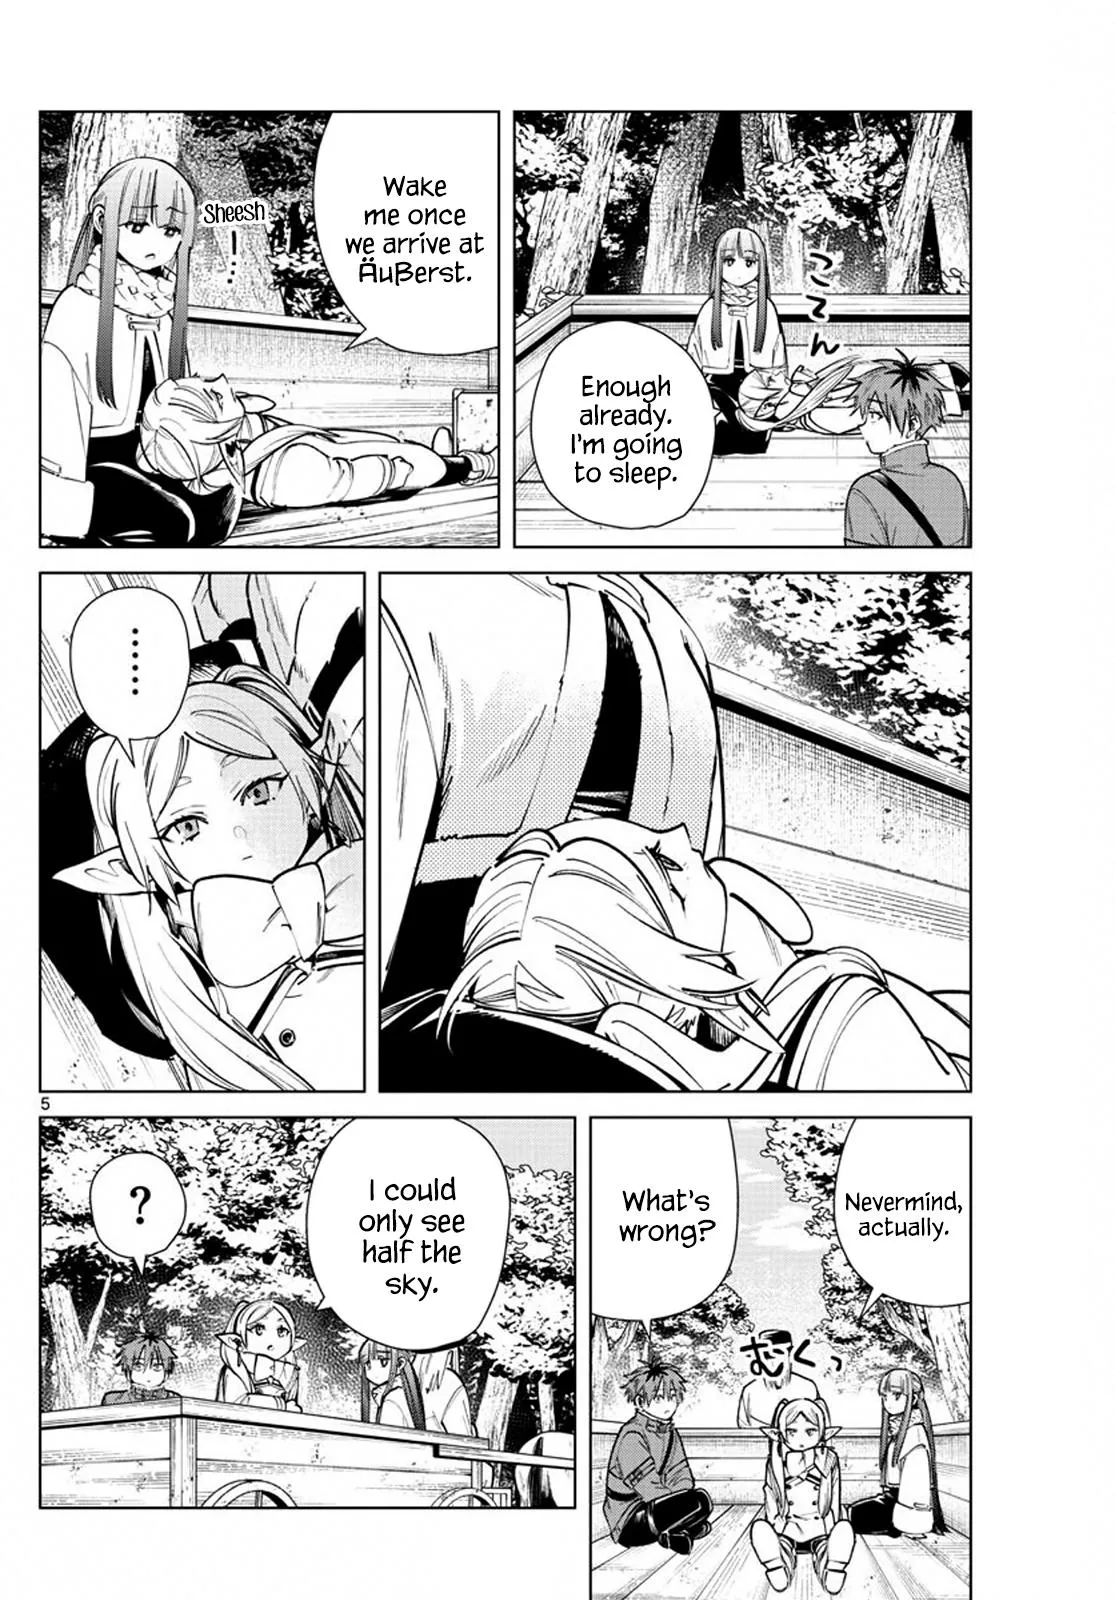 こてん
Enough
already.
I'm going
to sleep.
Wake
me once
we arrive at
Äußerst.
Sheesh
....
......
Nevermind,
actually.
What's
wrong?
むくっ
I could
only see
half the
sky.
?
5